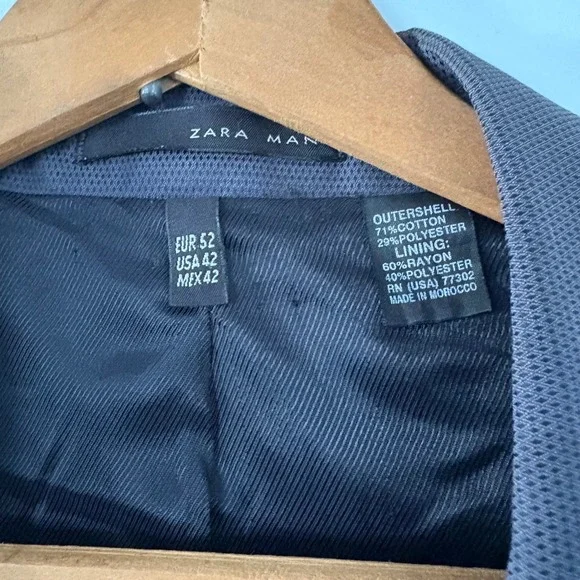 ZARA MAN
EUR 52
USA 42
MEX 42
OUTERSHELL:
71%COTTON
29%POLYESTER
LINING:
60%RAYON
40%POLYESTER
RN (USA) 77302
MADE IN MOROCCO